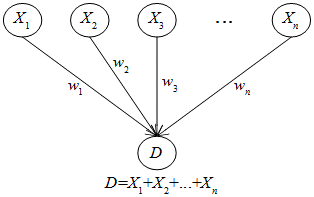 X1 X2 X3 ... Xn
w1 w2 w3 wn
D
D=X1+X2+...+Xn